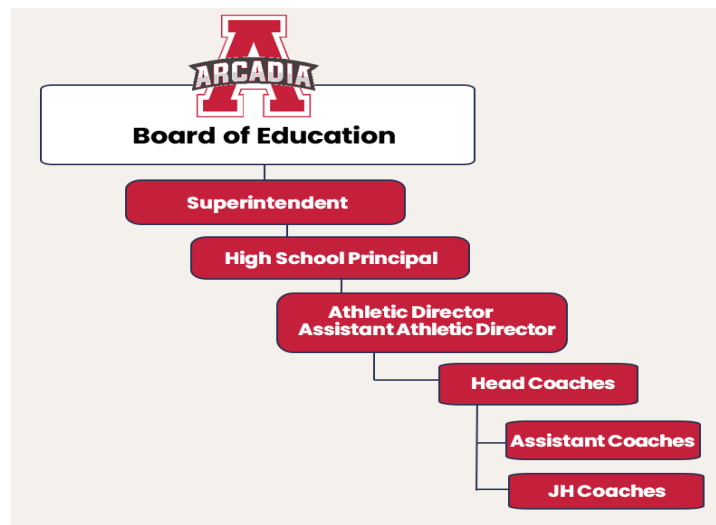 ARCADIA
Board of Education
Superintendent
High School Principal
Athletic Director
Assistant Athletic Director
Head Coaches
Assistant Coaches
JH Coaches